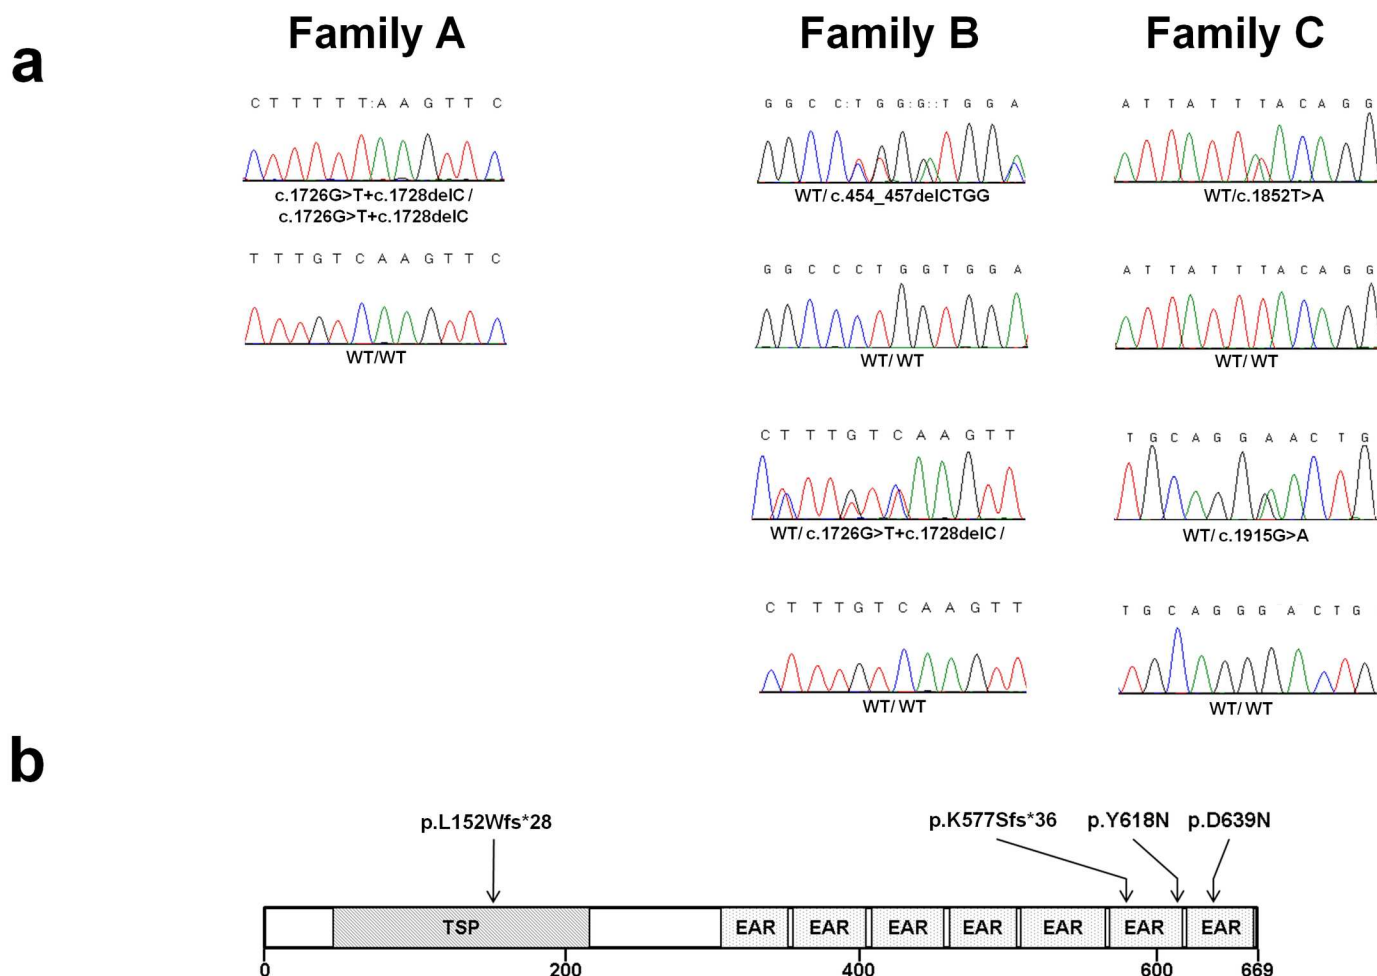 a
Family A
Family B
Family C
C T T T T T:A A G T T C
c.1726G>T+c.1728delC /
c.1726G>T+c.1728delC
T T T G T C A A G T T C
WT/WT
G G C C:T G G:G::T G G A
WT/ c.454_457delCTGG
G G C C C T G G T G G A
WT/ WT
C T T T G T C A A G T T
WT/ c.1726G>T+c.1728delC /
C T T T G T C A A G T T
WT/ WT
A T T A T T T A C A G G
WT/c.1852T>A
A T T A T T T A C A G G
WT/ WT
T G C A G G A A C T G
WT/ c.1915G>A
T G C A G G G A C T G
WT/ WT
b
p.L152Wfs*28
p.K577Sfs*36
p.Y618N
p.D639N
TSP
EAR
EAR
EAR
EAR
EAR
EAR
EAR
0
200
400
600
669